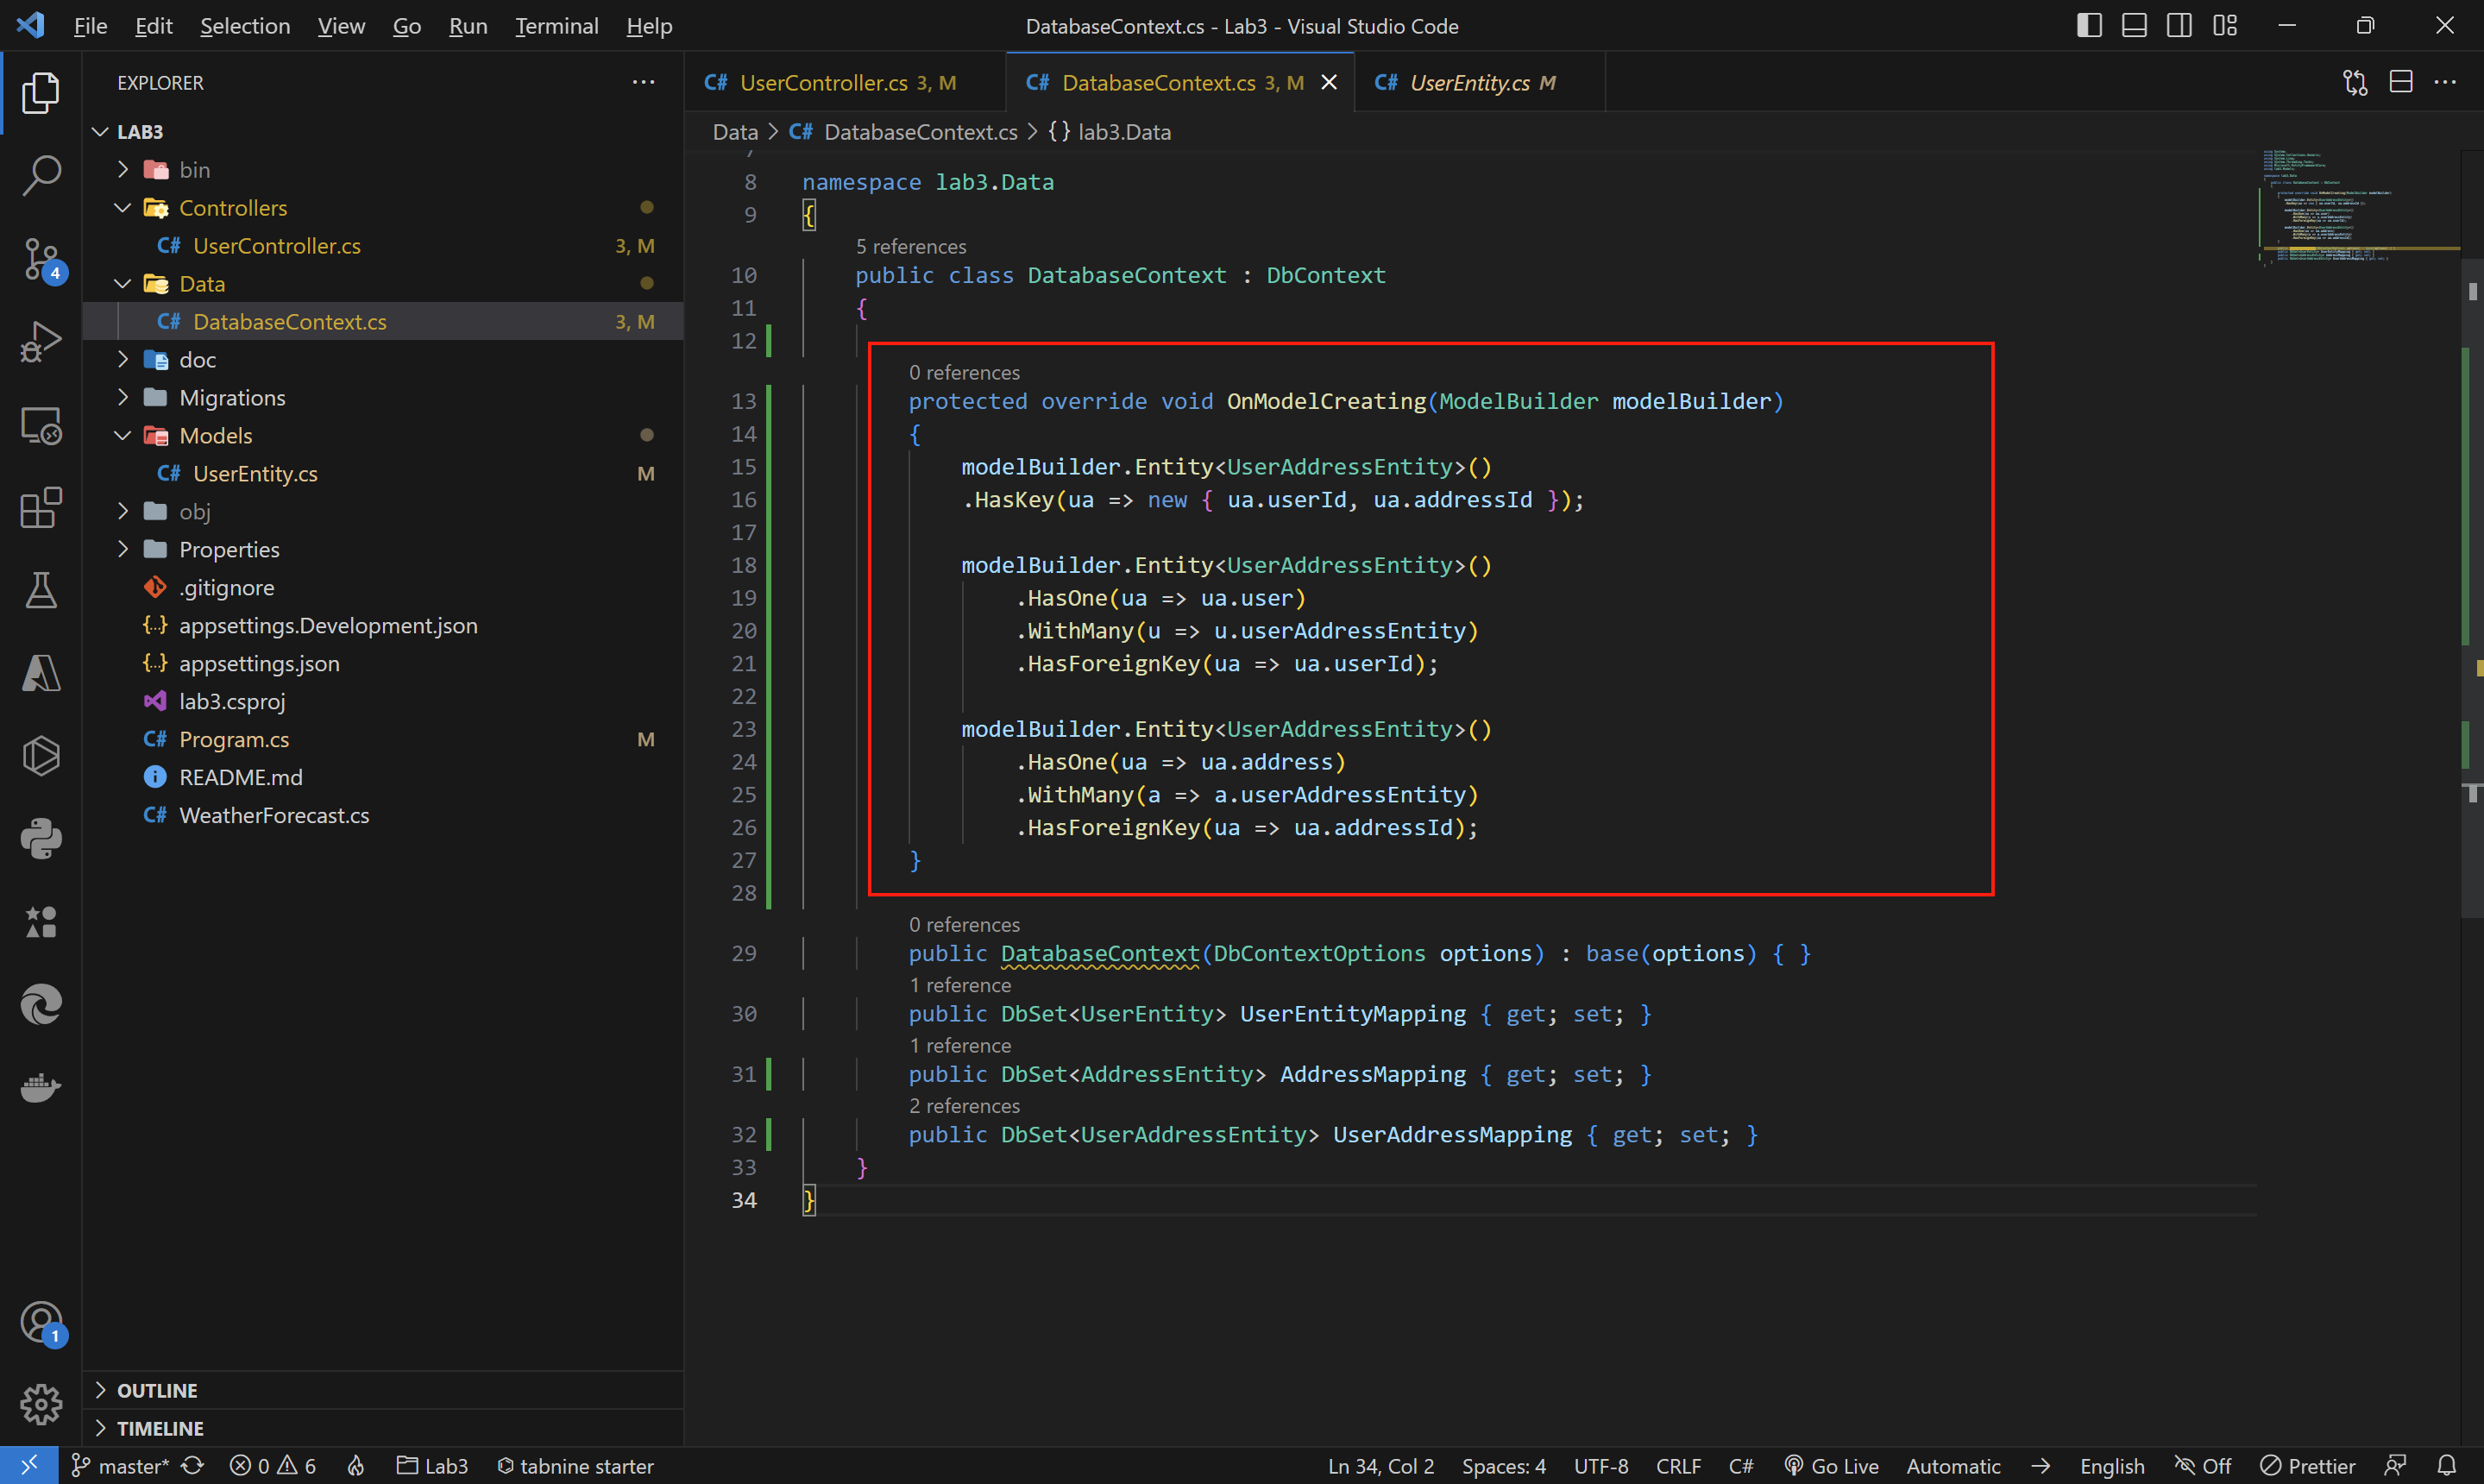 File Edit Selection View Go Run Terminal Help
DatabaseContext.cs - Lab3 - Visual Studio Code
EXPLORER
LAB3
bin
Controllers
C# UserController.cs 3, M
Data
C# DatabaseContext.cs 3, M
doc
Migrations
Models
C# UserEntity.cs M
obj
Properties
.gitignore
{..} appsettings.Development.json
{..} appsettings.json
lab3.csproj
C# Program.cs M
README.md
C# WeatherForecast.cs
OUTLINE
TIMELINE
4
1
C# UserController.cs 3, M
C# DatabaseContext.cs 3, M
C# UserEntity.cs M
Data > C# DatabaseContext.cs > {} lab3.Data
7
8 namespace lab3.Data
9 {
5 references
10 public class DatabaseContext : DbContext
11 {
12
0 references
13 protected override void OnModelCreating(ModelBuilder modelBuilder)
14 {
15 modelBuilder.Entity<UserAddressEntity>()
16 .HasKey(ua => new { ua.userId, ua.addressId });
17
18 modelBuilder.Entity<UserAddressEntity>()
19 .HasOne(ua => ua.user)
20 .WithMany(u => u.userAddressEntity)
21 .HasForeignKey(ua => ua.userId);
22
23 modelBuilder.Entity<UserAddressEntity>()
24 .HasOne(ua => ua.address)
25 .WithMany(a => a.userAddressEntity)
26 .HasForeignKey(ua => ua.addressId);
27 }
28
0 references
29 public DatabaseContext(DbContextOptions options) : base(options) { }
1 reference
30 public DbSet<UserEntity> UserEntityMapping { get; set; }
1 reference
31 public DbSet<AddressEntity> AddressMapping { get; set; }
2 references
32 public DbSet<UserAddressEntity> UserAddressMapping { get; set; }
33 }
34 }
master* 0 6 Lab3 tabnine starter
Ln 34, Col 2 Spaces: 4 UTF-8 CRLF C# Go Live Automatic English Off Prettier